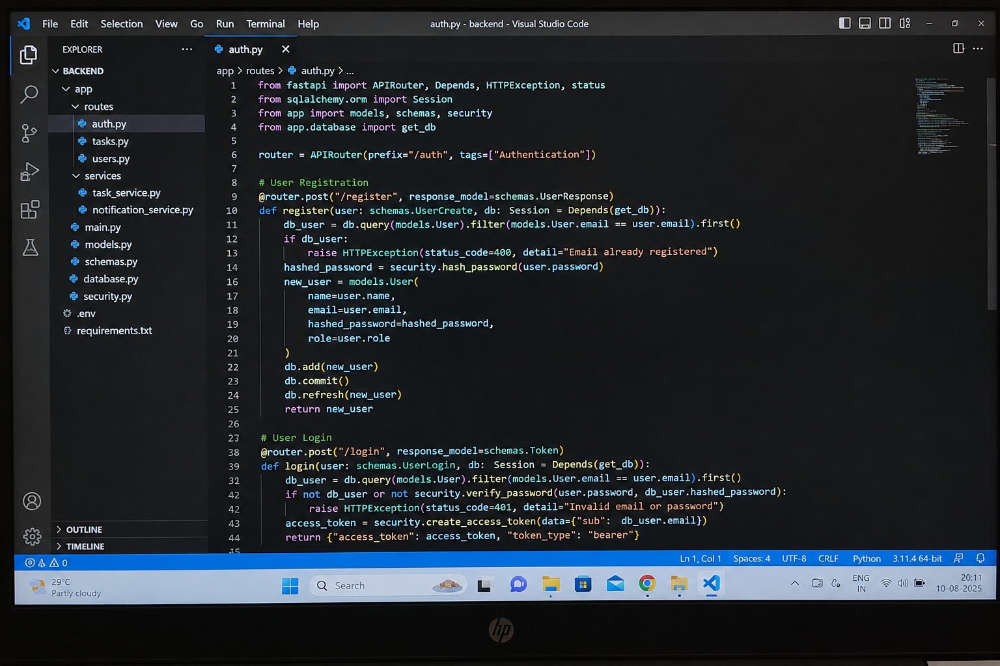 File Edit Selection View Go Run Terminal Help
auth.py - backend - Visual Studio Code
EXPLORER
BACKEND
app
routes
auth.py
tasks.py
users.py
services
task_service.py
notification_service.py
main.py
models.py
schemas.py
database.py
security.py
.env
requirements.txt
OUTLINE
TIMELINE
auth.py
app > routes > auth.py > ...
1 from fastapi import APIRouter, Depends, HTTPException, status
2 from sqlalchemy.orm import Session
3 from app import models, schemas, security
4 from app.database import get_db
5
6 router = APIRouter(prefix="/auth", tags=["Authentication"])
7
8 # User Registration
9 @router.post("/register", response_model=schemas.UserResponse)
10 def register(user: schemas.UserCreate, db: Session = Depends(get_db)):
11 db_user = db.query(models.User).filter(models.User.email == user.email).first()
12 if db_user:
13 raise HTTPException(status_code=400, detail="Email already registered")
14 hashed_password = security.hash_password(user.password)
16 new_user = models.User(
17 name=user.name,
18 email=user.email,
19 hashed_password=hashed_password,
20 role=user.role
21 )
22 db.add(new_user)
23 db.commit()
24 db.refresh(new_user)
25 return new_user
26
23 # User Login
38 @router.post("/login", response_model=schemas.Token)
39 def login(user: schemas.UserLogin, db: Session = Depends(get_db)):
32 db_user = db.query(models.User).filter(models.User.email == user.email).first()
42 if not db_user or not security.verify_password(user.password, db_user.hashed_password):
42 raise HTTPException(status_code=401, detail="Invalid email or password")
43 access_token = security.create_access_token(data={"sub": db_user.email})
44 return {"access_token": access_token, "token_type": "bearer"}
45
0
Ln 1, Col 1 Spaces: 4 UTF-8 CRLF Python 3.11.4 64-bit
29°C
Partly cloudy
Search
ENG
IN
20:11
10-08-2025
hp